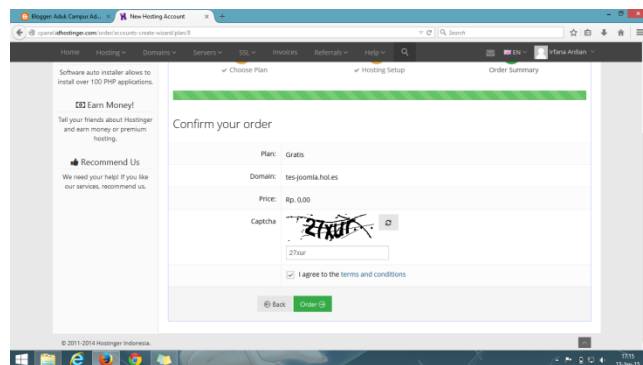 Blogger: Aduk Campur Ad...
New Hosting Account
cpanel.idhostinger.com/order/accounts-create-wizard/plan/8
Search
Home Hosting Domains Servers SSL Invoices Referrals Help EN Irfana Ardian
Software auto installer allows to
install over 100 PHP applications.
Earn Money!
Tell your friends about Hostinger
and earn money or premium
hosting.
Recommend Us
We need your help! If you like
our services, recommend us.
Choose Plan Hosting Setup Order Summary
Confirm your order
Plan: Gratis
Domain: tes-joomla.hol.es
Price: Rp. 0,00
Captcha 27xur
27xur
I agree to the terms and conditions
Back Order
© 2011-2014 Hostinger Indonesia.
17:15